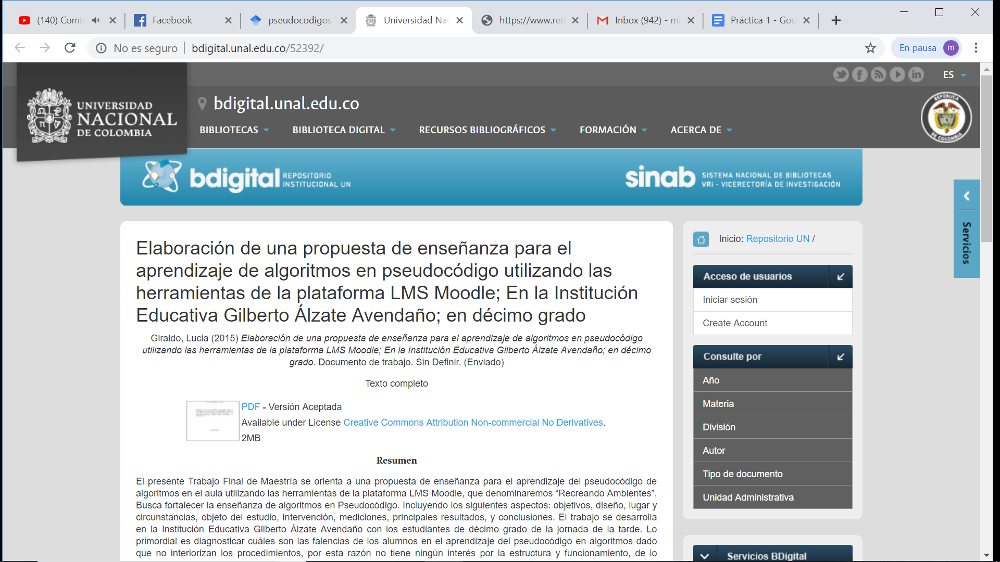 (140) Comin
Facebook
pseudocodigos
Universidad Nac
https://www.red
Inbox (942) - mi
Práctica 1 - Goo
No es seguro
bdigital.unal.edu.co/52392/
En pausa
m
ES
UNIVERSIDAD
NACIONAL
DE COLOMBIA
bdigital.unal.edu.co
BIBLIOTECAS
BIBLIOTECA DIGITAL
RECURSOS BIBLIOGRÁFICOS
FORMACIÓN
ACERCA DE
REPÚBLICA
DE COLOMBIA
bdigital
REPOSITORIO
INSTITUCIONAL UN
sinab
SISTEMA NACIONAL DE BIBLIOTECAS
VRi - VICERECTORÍA DE INVESTIGACIÓN
Servicios
Elaboración de una propuesta de enseñanza para el
aprendizaje de algoritmos en pseudocódigo utilizando las
herramientas de la plataforma LMS Moodle; En la Institución
Educativa Gilberto Álzate Avendaño; en décimo grado
Giraldo, Lucia (2015) Elaboración de una propuesta de enseñanza para el aprendizaje de algoritmos en pseudocódigo
utilizando las herramientas de la plataforma LMS Moodle; En la Institución Educativa Gilberto Álzate Avendaño; en décimo
grado. Documento de trabajo. Sin Definir. (Enviado)
Texto completo
PDF - Versión Aceptada
Available under License Creative Commons Attribution Non-commercial No Derivatives.
2MB
Resumen
El presente Trabajo Final de Maestría se orienta a una propuesta de enseñanza para el aprendizaje del pseudocódigo de
algoritmos en el aula utilizando las herramientas de la plataforma LMS Moodle, que denominaremos “Recreando Ambientes”.
Busca fortalecer la enseñanza de algoritmos en Pseudocódigo. Incluyendo los siguientes aspectos: objetivos, diseño, lugar y
circunstancias, objeto del estudio, intervención, mediciones, principales resultados, y conclusiones. El trabajo se desarrolla
en la Institución Educativa Gilberto Álzate Avendaño con los estudiantes de décimo grado de la jornada de la tarde. Lo
primordial es diagnosticar cuáles son las falencias de los alumnos en el aprendizaje del pseudocódigo en algoritmos dado
que no interiorizan los procedimientos, por esta razón no tiene ningún interés por la estructura y funcionamiento, de lo
Inicio: Repositorio UN /
Acceso de usuarios
Iniciar sesión
Create Account
Consulte por
Año
Materia
División
Autor
Tipo de documento
Unidad Administrativa
Servicios BDigital